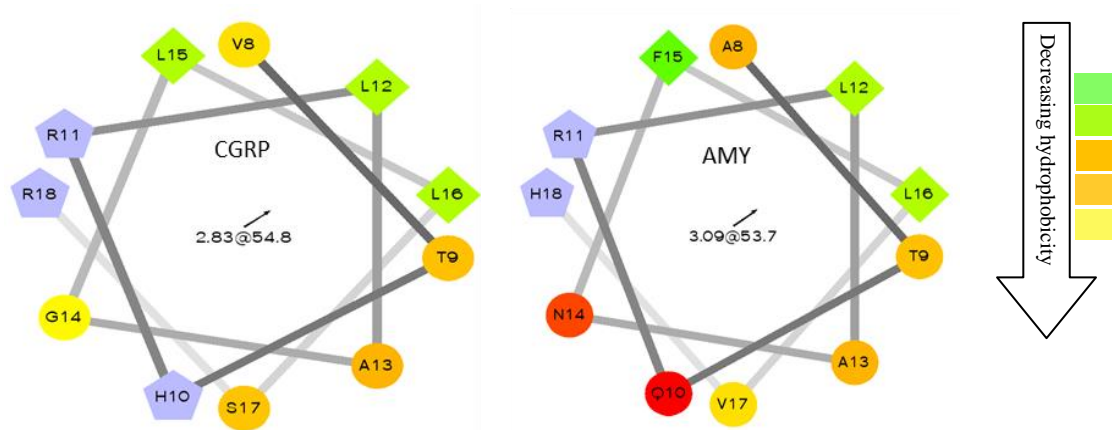 V8
L15
L12
R11
CGRP
R18
L16
2.83@54.8
T9
G14
A13
H10
S17
A8
F15
L12
R11
AMY
H18
L16
3.09@53.7
T9
N14
A13
Q10
V17
Decreasing hydrophobicity